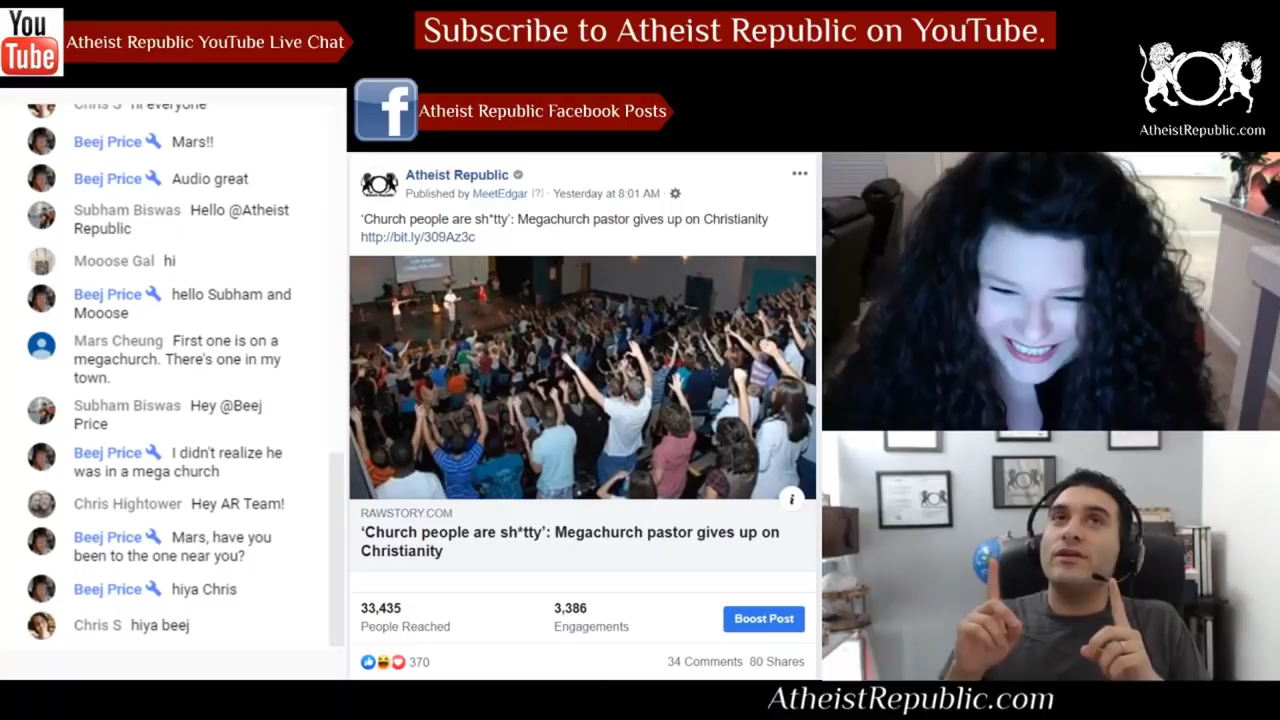 You
Tube
Atheist Republic YouTube Live Chat
Subscribe to Atheist Republic on YouTube.
AtheistRepublic.com
f
Atheist Republic Facebook Posts
Chris S hi everyone
Beej Price Mars!!
Beej Price Audio great
Subham Biswas Hello @Atheist
Republic
Mooose Gal hi
Beej Price hello Subham and
Mooose
Mars Cheung First one is on a
megachurch. There's one in my
town.
Subham Biswas Hey @Beej
Price
Beej Price I didn't realize he
was in a mega church
Chris Hightower Hey AR Team!
Beej Price Mars, have you
been to the one near you?
Beej Price hiya Chris
Chris S hiya beej
Atheist Republic
Published by MeetEdgar [?] · Yesterday at 8:01 AM ·
‘Church people are sh*tty’: Megachurch pastor gives up on Christianity
http://bit.ly/309Az3c
i
RAWSTORY.COM
‘Church people are sh*tty’: Megachurch pastor gives up on
Christianity
33,435
People Reached
3,386
Engagements
Boost Post
370
34 Comments 80 Shares
AtheistRepublic.com